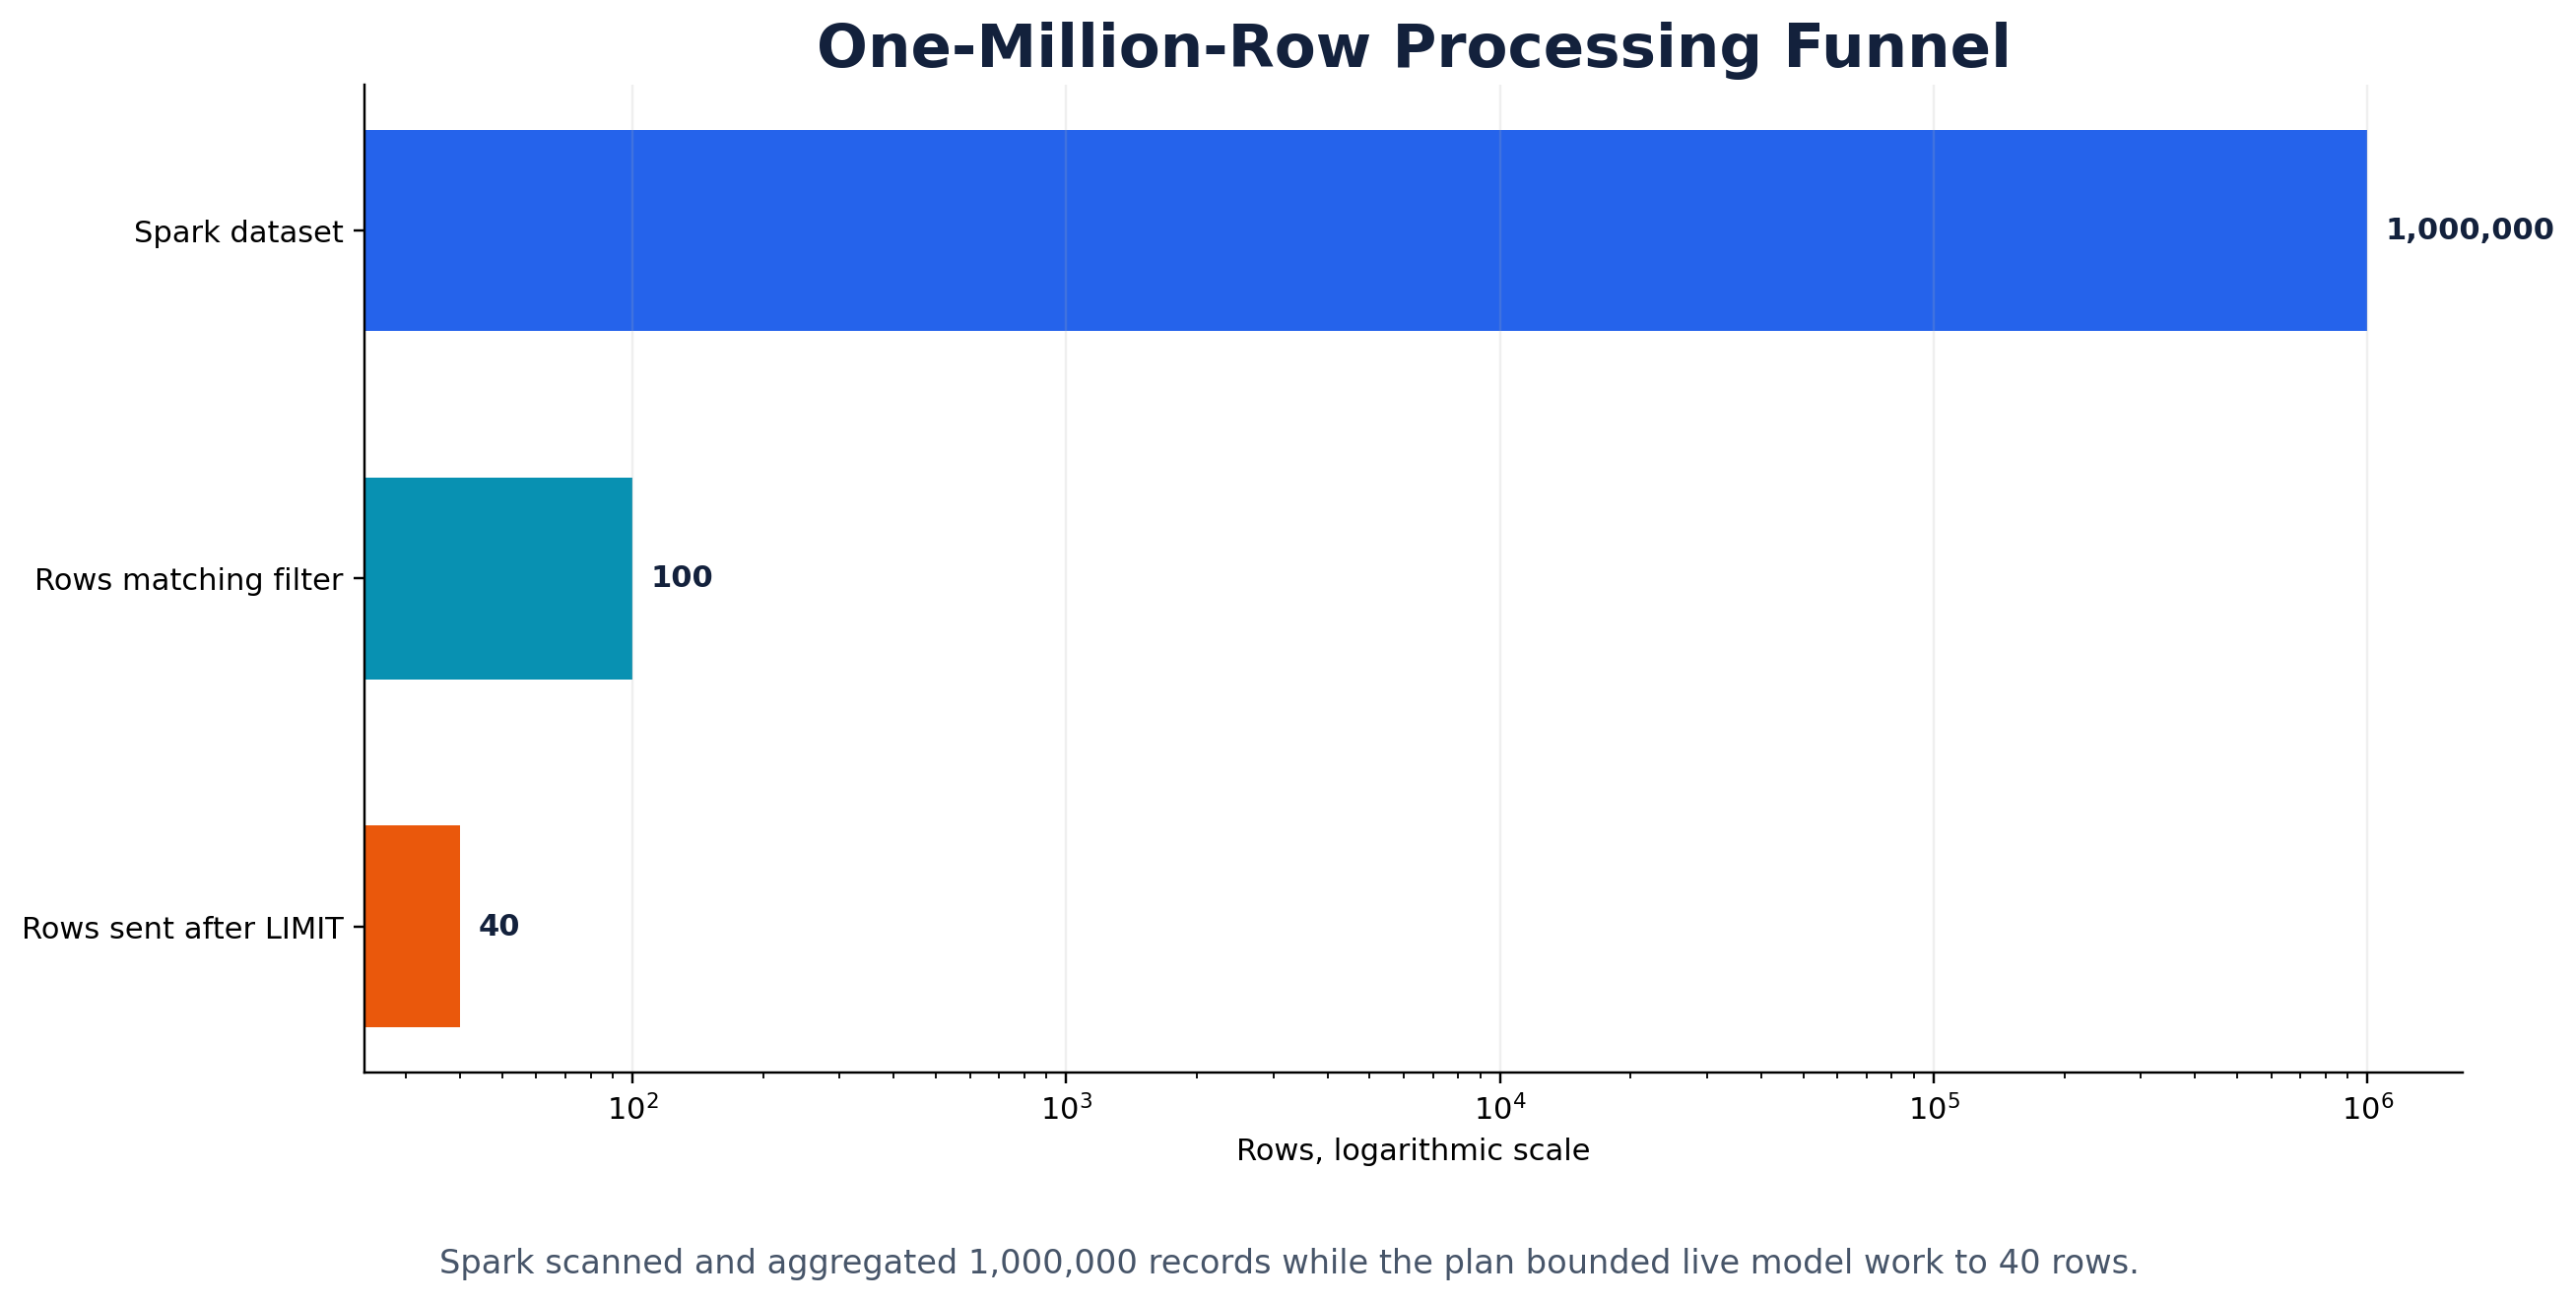 One-Million-Row Processing Funnel
Spark dataset
1,000,000
Rows matching filter
100
Rows sent after LIMIT
40
10² 10³ 10⁴ 10⁵ 10⁶
Rows, logarithmic scale
Spark scanned and aggregated 1,000,000 records while the plan bounded live model work to 40 rows.